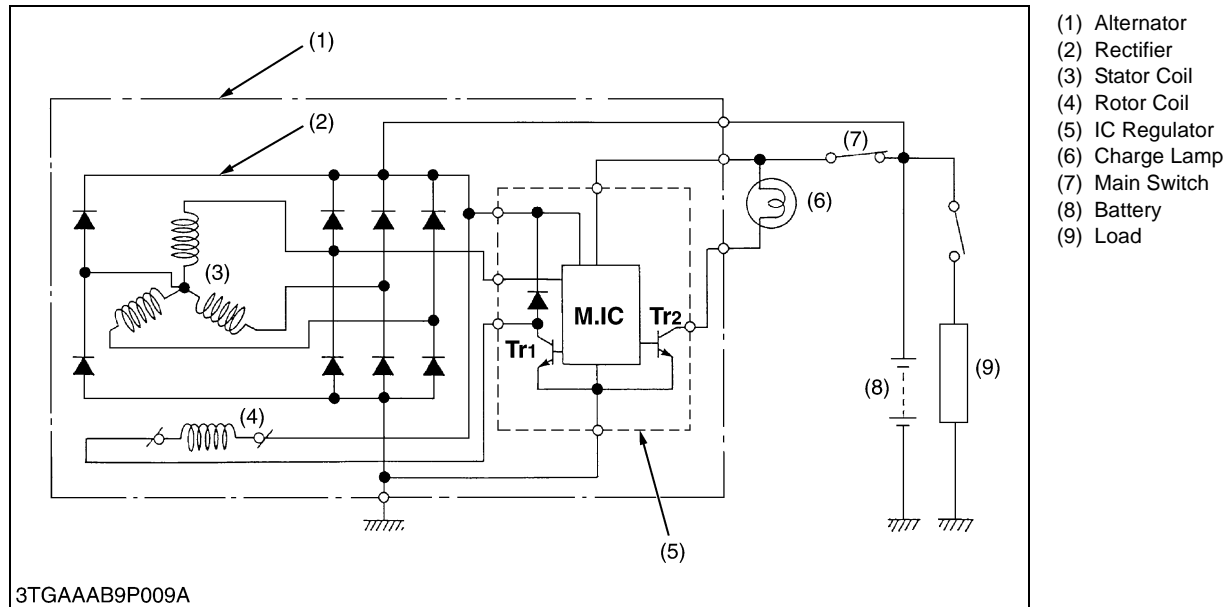 (1)
(2)
(3)
(4)
(5)
(6)
(7)
(8)
(9)
M.IC
Tr1
Tr2
3TGAAAB9P009A
(1) Alternator
(2) Rectifier
(3) Stator Coil
(4) Rotor Coil
(5) IC Regulator
(6) Charge Lamp
(7) Main Switch
(8) Battery
(9) Load